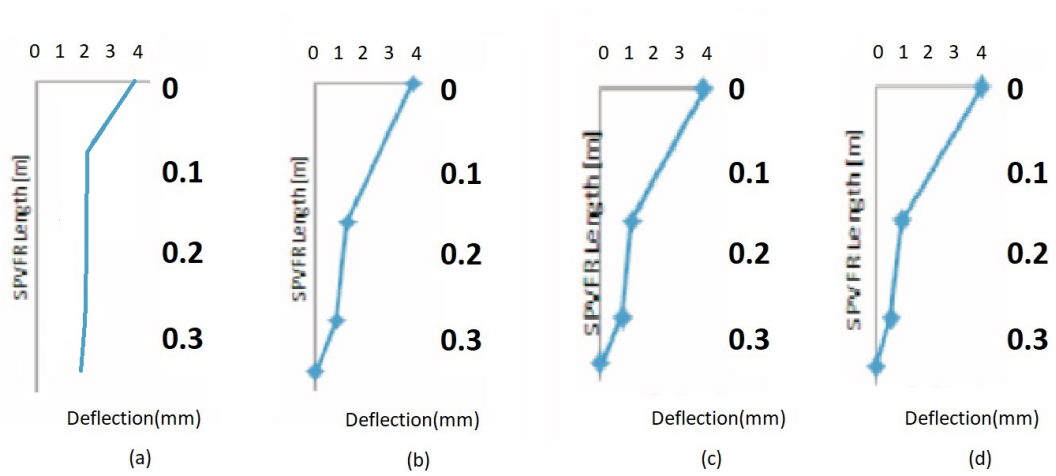 0 1 2 3 4
SPVFR Length [m]
0
0.1
0.2
0.3
Deflection(mm)
(a)
0 1 2 3 4
SPVFR Length [m]
0
0.1
0.2
0.3
Deflection(mm)
(b)
0 1 2 3 4
SPVFR Length [m]
0
0.1
0.2
0.3
Deflection(mm)
(c)
0 1 2 3 4
SPVFR Length [m]
0
0.1
0.2
0.3
Deflection(mm)
(d)